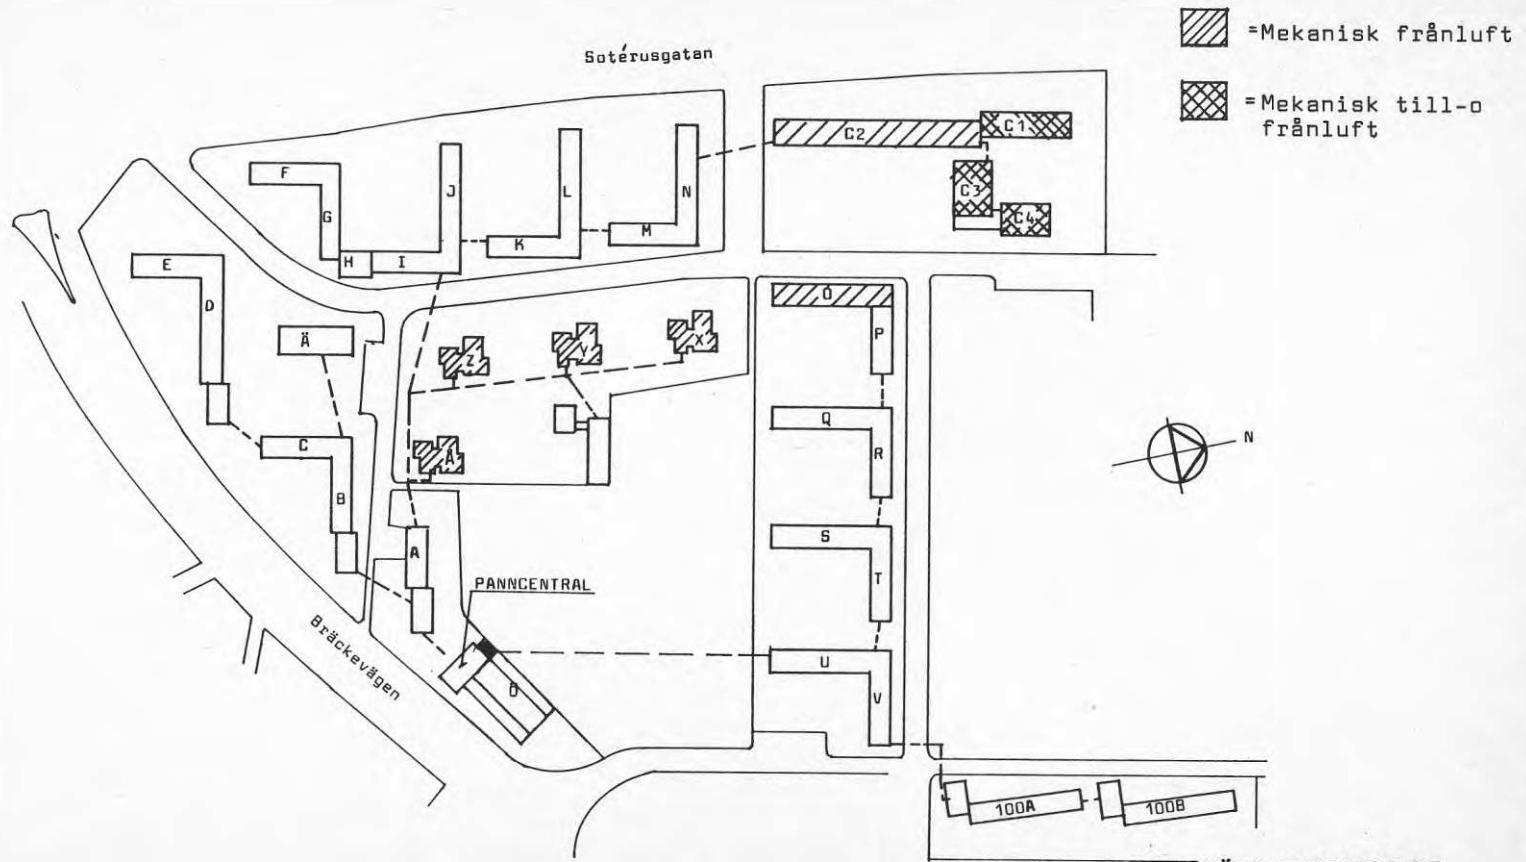 Sotérusgatan
=Mekanisk frånluft
=Mekanisk till-o
frånluft
C2
C1
C3
C4
F
G
H
I
J
K
L
M
N
E
D
Ä
C
B
Z
Y
X
Å
A
PANNCENTRAL
Ö
Bräckevägen
O
P
Q
R
S
T
U
V
N
100A
100B